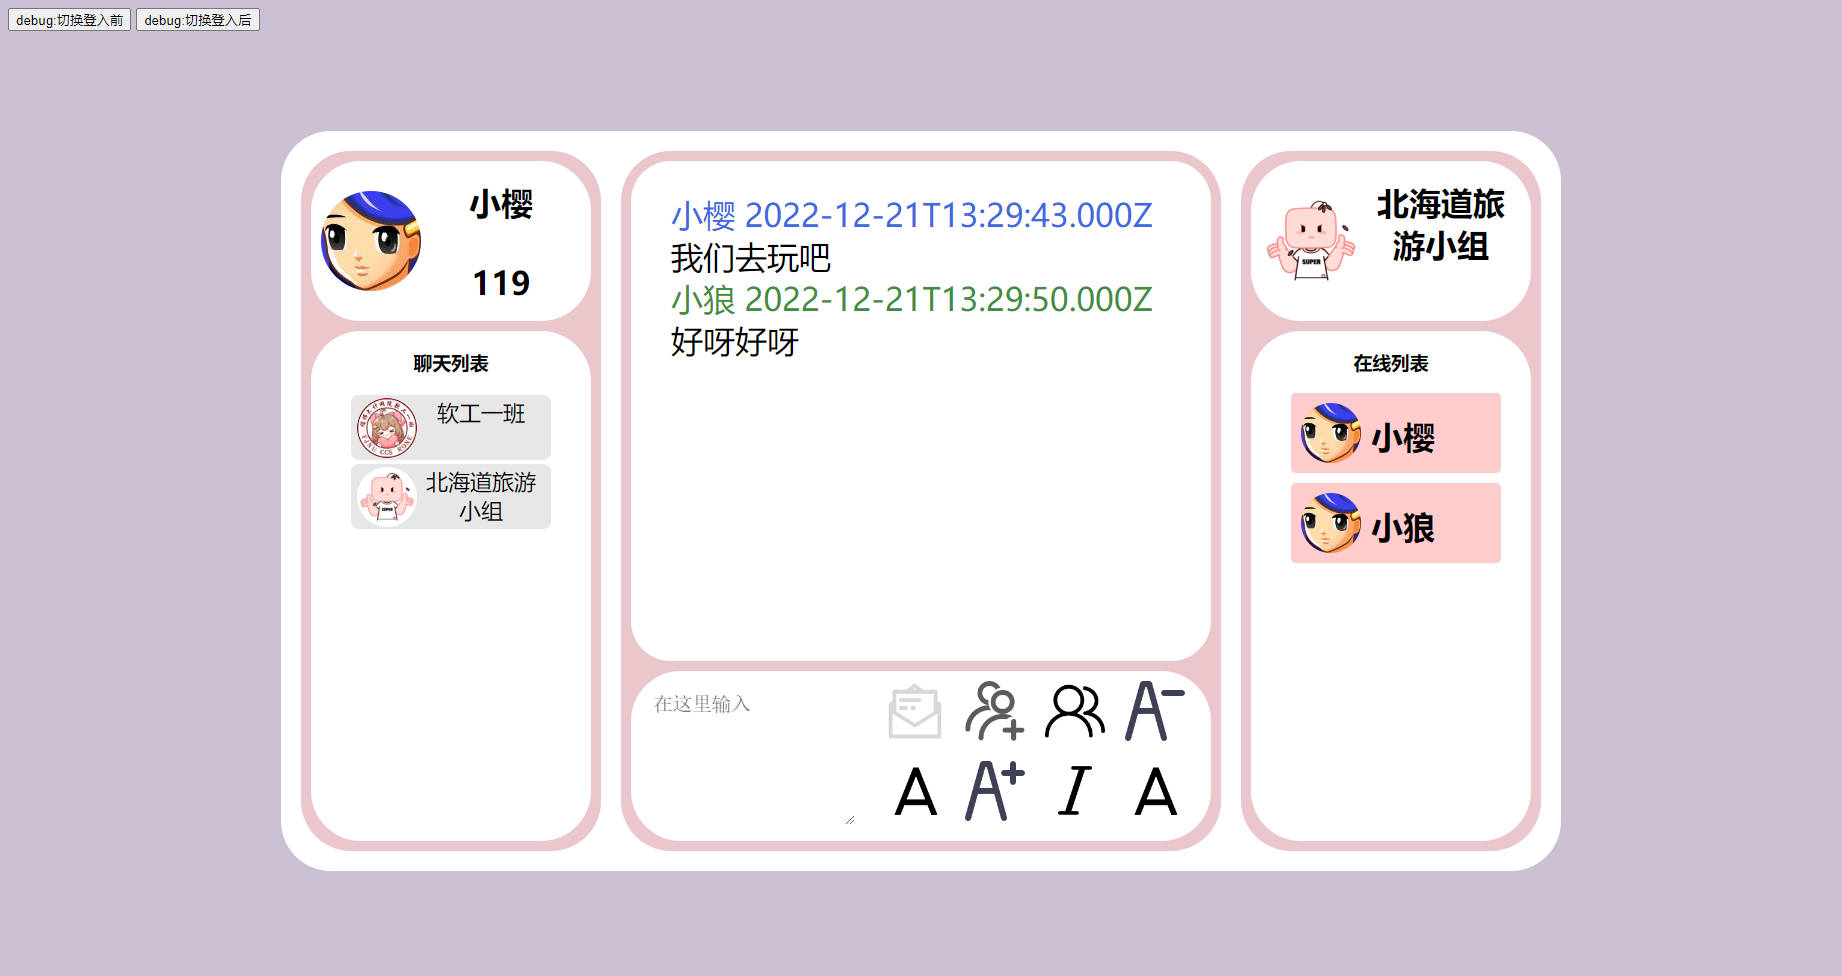 debug:切换登入前 debug:切换登入后
小樱
119
聊天列表
软工一班
北海道旅游
小组
小樱 2022-12-21T13:29:43.000Z
我们去玩吧
小狼 2022-12-21T13:29:50.000Z
好呀好呀
在这里输入
A-
A A+ I A
北海道旅
游小组
SUPER
在线列表
小樱
小狼